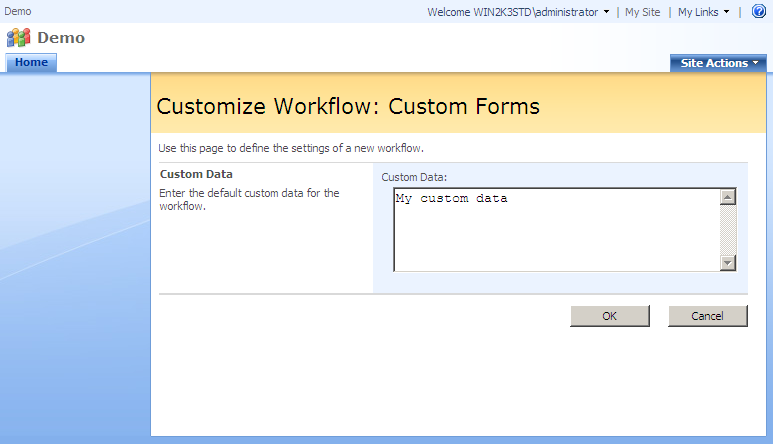 Demo
Welcome WIN2K3STD\administrator | My Site | My Links |
Demo
Home
Site Actions
Customize Workflow: Custom Forms
Use this page to define the settings of a new workflow.
Custom Data
Enter the default custom data for the
workflow.
Custom Data:
My custom data
OK
Cancel